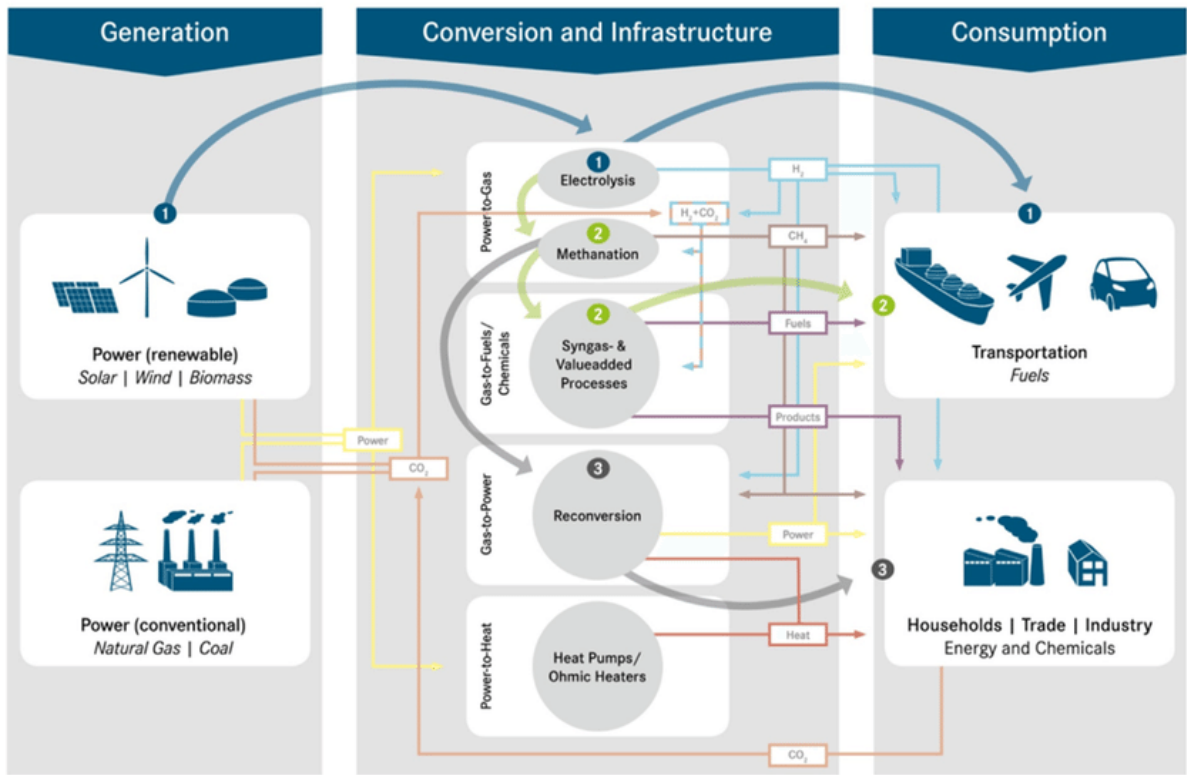 Generation
Conversion and Infrastructure
Consumption
1
Power (renewable)
Solar | Wind | Biomass
Power (conventional)
Natural Gas | Coal
Power
CO₂
Power-to-Gas
1
Electrolysis
2
Methanation
H₂+CO₂
Gas-to-Fuels/
Chemicals
2
Syngas- &
Valueadded
Processes
Gas-to-Power
3
Reconversion
Power-to-Heat
Heat Pumps/
Ohmic Heaters
H₂
CH₄
Fuels
Products
Power
Heat
CO₂
1
2
Transportation
Fuels
3
Households | Trade | Industry
Energy and Chemicals